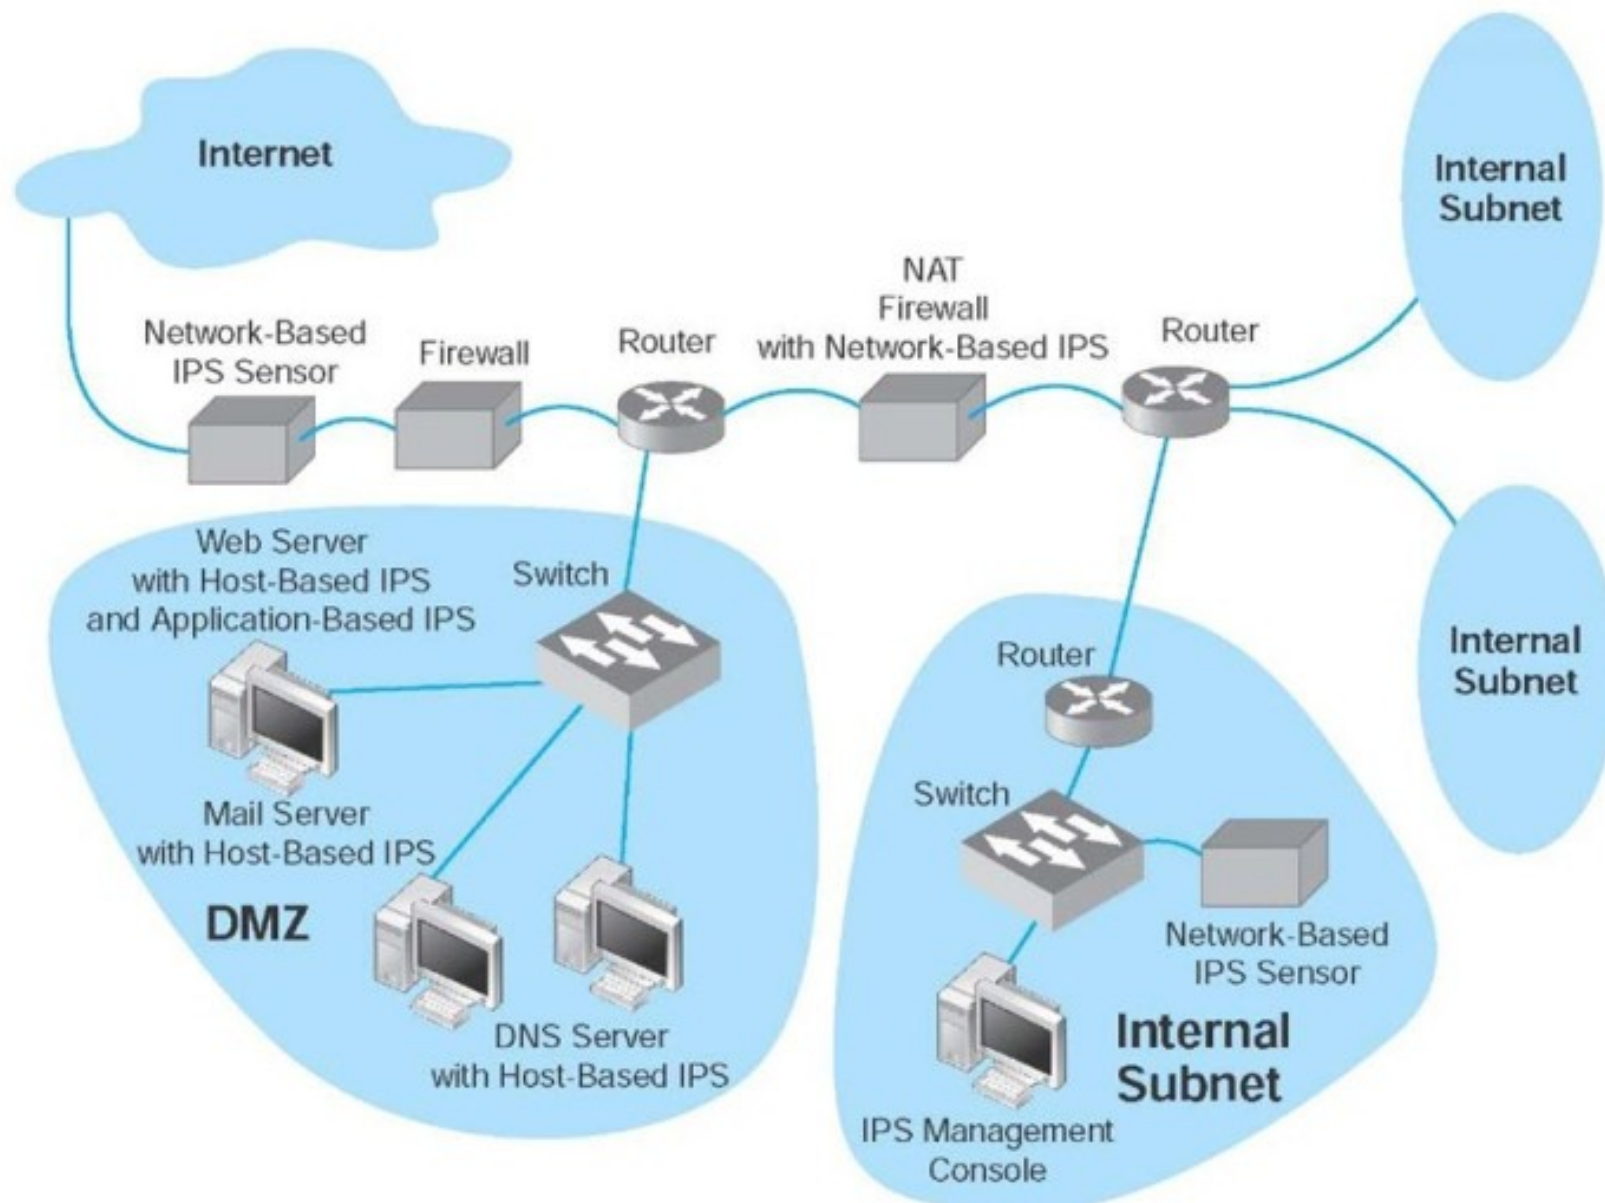 Internet
Internal
Subnet
NAT
Firewall
with Network-Based IPS
Network-Based
IPS Sensor
Firewall
Router
Router
Web Server
with Host-Based IPS
and Application-Based IPS
Switch
Internal
Subnet
Router
Mail Server
with Host-Based IPS
Switch
DMZ
Network-Based
IPS Sensor
DNS Server
with Host-Based IPS
Internal
Subnet
IPS Management
Console